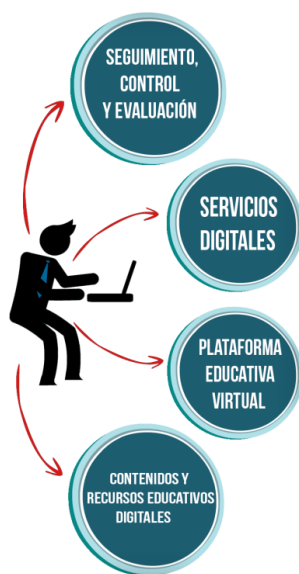 SEGUIMIENTO,
CONTROL
Y EVALUACIÓN
SERVICIOS
DIGITALES
PLATAFORMA
EDUCATIVA
VIRTUAL
CONTENIDOS Y
RECURSOS EDUCATIVOS
DIGITALES